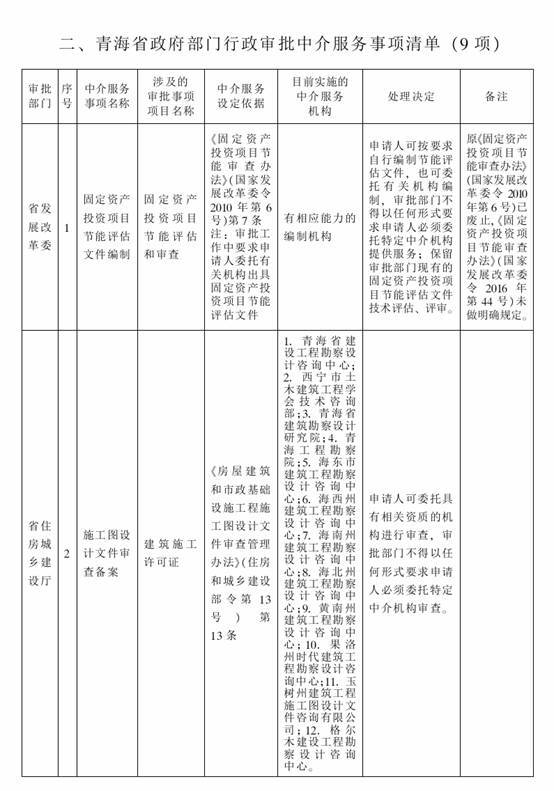 二、青海省政府部门行政审批中介服务事项清单（9 项）
审批
部门
序
号
中介服务
事项名称
涉及的
审批事项
项目名称
中介服务
设定依据
目前实施的
中介服务
机构
处理决定
备注
省发
展改
革委
1
固定资产
投资项目
节能评估
文件编制
固定资产
投资项目
节能评估
和审查
《固定资产
投资项目节
能审查办
法》(国家发
展改革委令
2010 年第 6
号)第 7 条
注：审批工
作中要求申
请人委托有
关机构出具
固定资产投
资项目节能
评估文件
有相应能力的
编制机构
申请人可按要求
自行编制节能评
估文件，也可委
托有关机构编
制，审批部门不
得以任何形式要
求申请人必须委
托特定中介机构
提供服务；保留
审批部门现有的
固定资产投资项
目节能评估文件
技术评估、评审。
原《固定资产
投资项目节
能审查办法》
(国家发展改
革委令 2010
年第 6 号)已
废止,《固定
资产投资项
目节能审查
办法》(国家
发展改革委
令 2016 年
第 44 号)未
做明确规定。
省住
房城
乡建
设厅
2
施工图设
计文件审
查备案
建筑施工
许可证
《房屋建筑
和市政基础
设施工程施
工图设计文
件审查管理
办法》(住房
和城乡建设
部令第 13
号) 第
13 条
1. 青海省建
设工程勘察设
计咨询中心；
2. 西宁市土
木建筑工程学
会技术咨询
部；3. 青海省
建筑勘察设计
研究院；4. 青
海工程勘察
院；5. 海东市
建筑工程勘察
设计咨询中
心；6. 海西州
建筑工程勘察
设计咨询中
心；7. 海南州
建筑工程勘察
设计咨询中
心；8. 海北州
建筑工程勘察
设计咨询中
心；9. 黄南州
建筑工程勘察
设计咨询中
心；10. 果洛
州时代建筑工
程勘察设计咨
询中心；11. 玉
树州建筑工程
施工图设计文
件咨询有限公
司；12. 格尔
木建设工程勘
察设计咨询
中心。
申请人可委托具
有相关资质的机
构进行审查，审
批部门不得以任
何形式要求申请
人必须委托特定
中介机构审查。